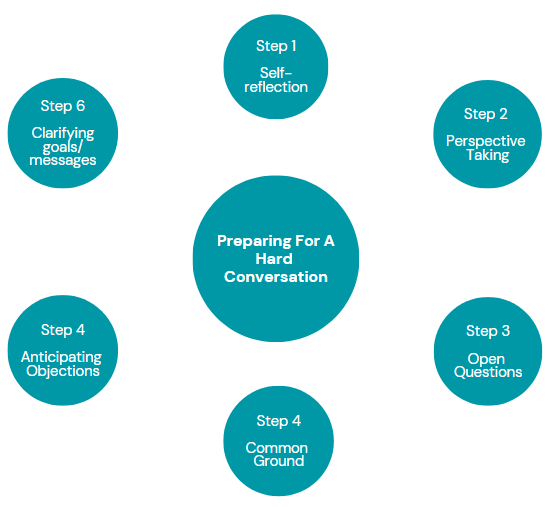 Step 1
Self-
reflection
Step 2
Perspective
Taking
Step 3
Open
Questions
Step 4
Common
Ground
Step 4
Anticipating
Objections
Step 6
Clarifying
goals/
messages
Preparing For A
Hard
Conversation